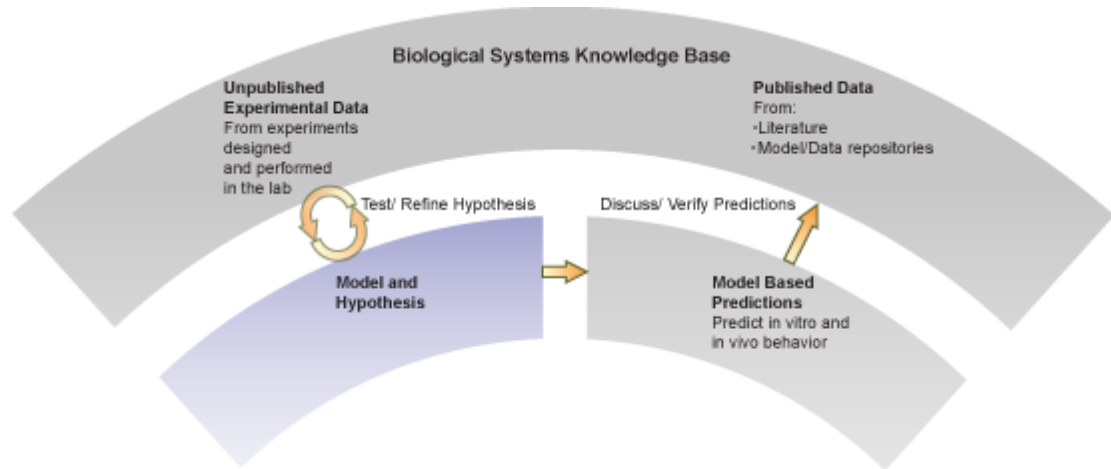 Biological Systems Knowledge Base
Unpublished
Experimental Data
From experiments
designed
and performed
in the lab
Published Data
From:
•Literature
•Model/Data repositories
Test/ Refine Hypothesis
Discuss/ Verify Predictions
Model and
Hypothesis
Model Based
Predictions
Predict in vitro and
in vivo behavior